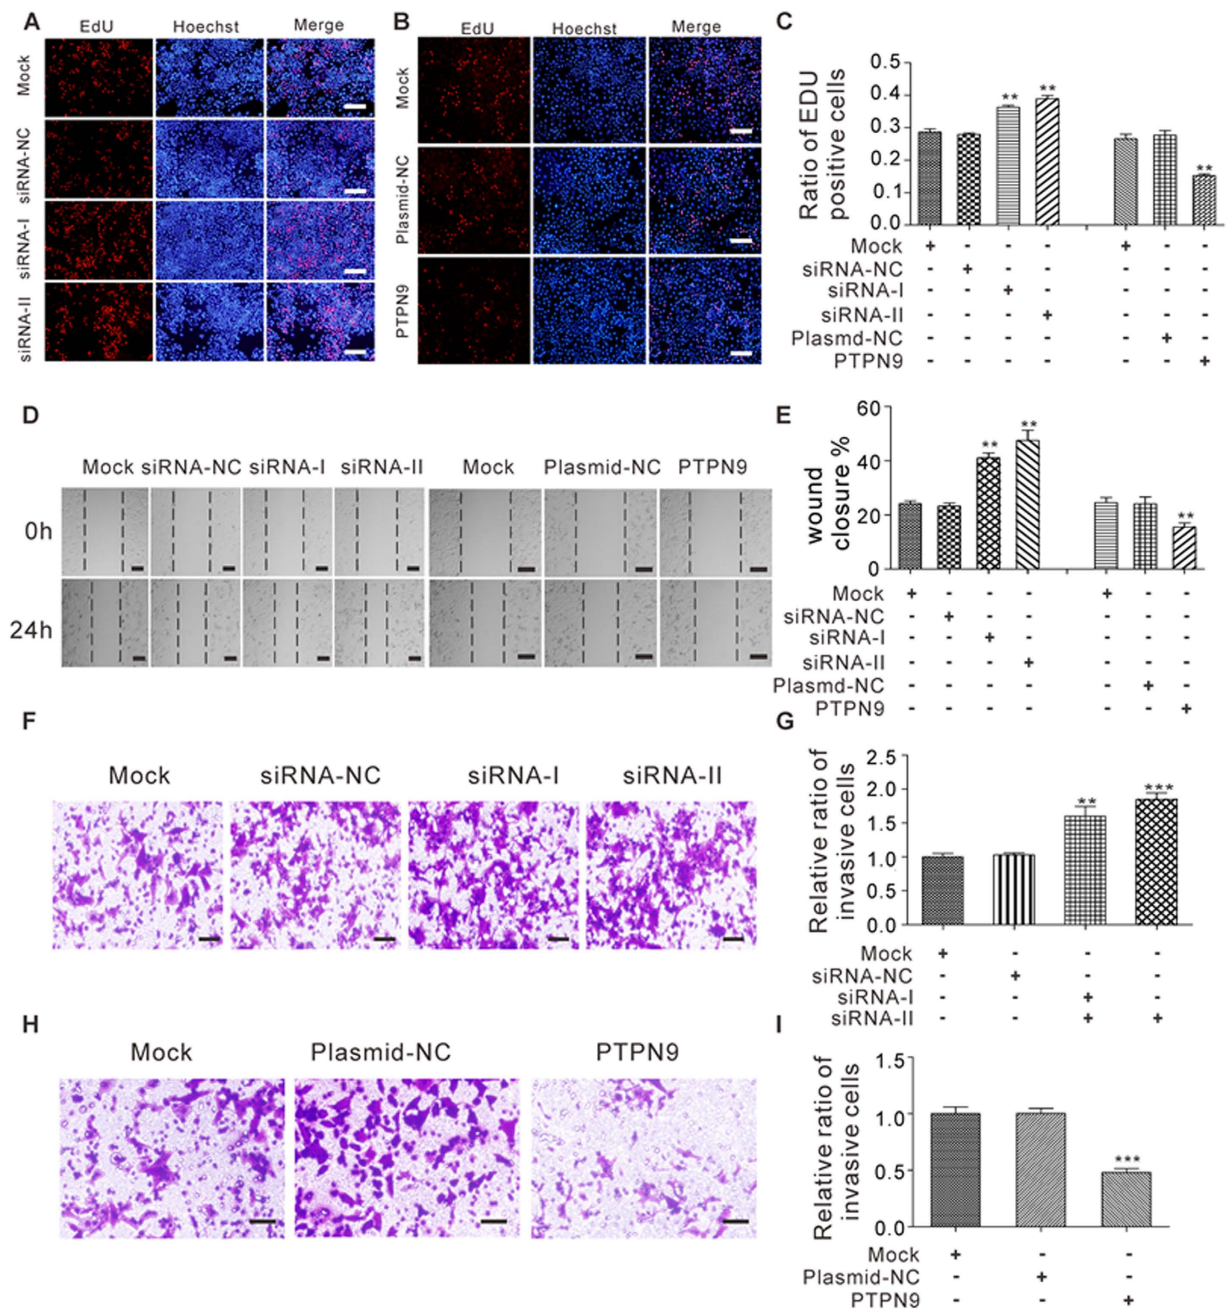 A
EdU Hoechst Merge
Mock
siRNA-NC
siRNA-I
siRNA-II
B
EdU Hoechst Merge
Mock
Plasmid-NC
PTPN9
C
Ratio of EDU
positive cells
0.5
0.4
0.3
0.2
0.1
0.0
** ** **
Mock + - - - + - -
siRNA-NC - + - - - - -
siRNA-I - - + - - - -
siRNA-II - - - + - - -
Plasmd-NC - - - - - + -
PTPN9 - - - - - - +
D
Mock siRNA-NC siRNA-I siRNA-II Mock Plasmid-NC PTPN9
0h
24h
E
wound
closure %
60
40
20
0
** ** **
Mock + - - - + - -
siRNA-NC - + - - - - -
siRNA-I - - + - - - -
siRNA-II - - - + - - -
Plasmd-NC - - - - - + -
PTPN9 - - - - - - +
F
Mock siRNA-NC siRNA-I siRNA-II
G
Relative ratio of
invasive cells
2.5
2.0
1.5
1.0
0.5
0.0
** ***
Mock + - - -
siRNA-NC - + - -
siRNA-I - - + -
siRNA-II - - + +
H
Mock Plasmid-NC PTPN9
I
Relative ratio of
invasive cells
1.5
1.0
0.5
0.0
***
Mock + - -
Plasmid-NC - + -
PTPN9 - - +